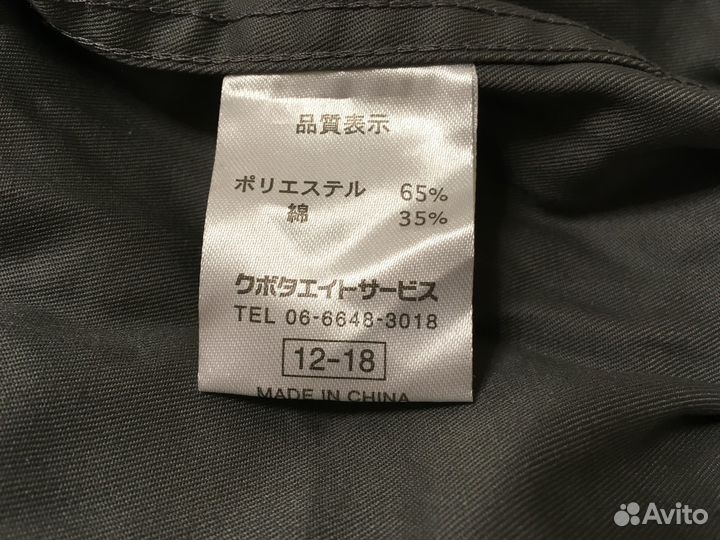 品質表示
ポリエステル 65%
綿 35%
クボタエイトサービス
TEL 06-6648-3018
12-18
MADE IN CHINA
Avito